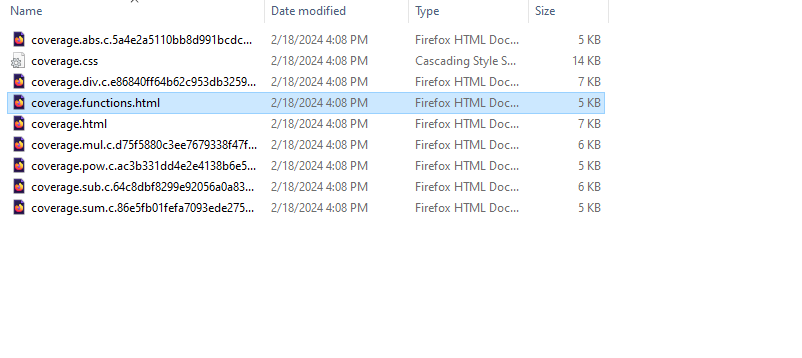 Name Date modified Type Size
coverage.abs.c.5a4e2a5110bb8d991bcdc... 2/18/2024 4:08 PM Firefox HTML Doc... 5 KB
coverage.css 2/18/2024 4:08 PM Cascading Style S... 14 KB
coverage.div.c.e86840ff64b62c953db3259... 2/18/2024 4:08 PM Firefox HTML Doc... 7 KB
coverage.functions.html 2/18/2024 4:08 PM Firefox HTML Doc... 5 KB
coverage.html 2/18/2024 4:08 PM Firefox HTML Doc... 7 KB
coverage.mul.c.d75f5880c3ee7679338f47f... 2/18/2024 4:08 PM Firefox HTML Doc... 6 KB
coverage.pow.c.ac3b331dd4e2e4138b6e5... 2/18/2024 4:08 PM Firefox HTML Doc... 5 KB
coverage.sub.c.64c8dbf8299e92056a0a83... 2/18/2024 4:08 PM Firefox HTML Doc... 6 KB
coverage.sum.c.86e5fb01fefa7093ede275... 2/18/2024 4:08 PM Firefox HTML Doc... 5 KB